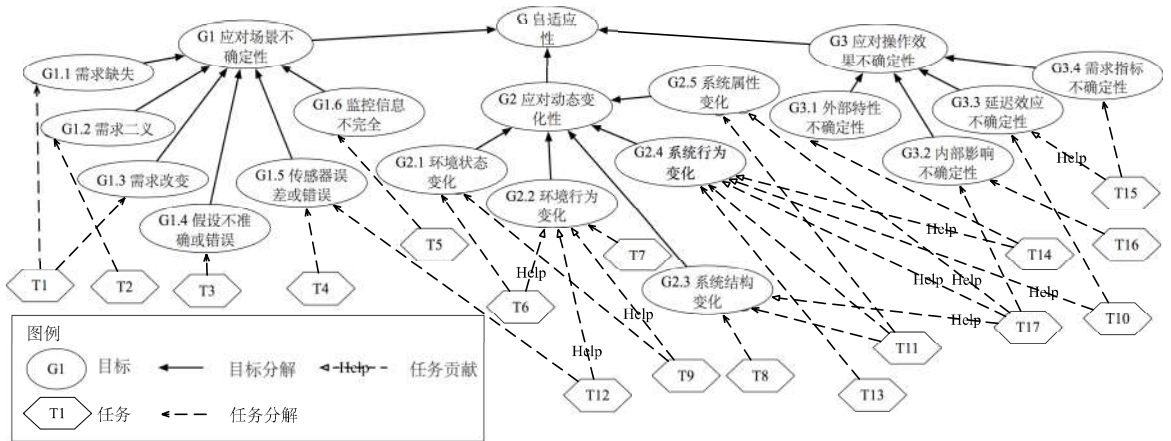 G 自适应
性
G1 应对场景不
确定性
G3 应对操作效
果不确定性
G1.1 需求缺失
G1.6 监控信息
不完全
G2.5 系统属性
变化
G3.4 需求指标
不确定性
G2 应对动态变
化性
G3.1 外部特性
不确定性
G3.3 延迟效应
不确定性
G1.2 需求二义
G2.1 环境状态
变化
G2.4 系统行为
变化
G3.2 内部影响
不确定性
Help
G1.3 需求改变
G1.5 传感器误
差或错误
G2.2 环境行为
变化
T15
G1.4 假设不准
确或错误
T5
T7
Help
T14
T16
T1
T2
T3
T4
T6
Help
G2.3 系统结构
变化
Help
Help
Help
T17
T10
Help
Help
Help
Help
T11
T12
T9
T8
T13
图例
G1
目标
目标分解
Help
任务贡献
T1
任务
任务分解